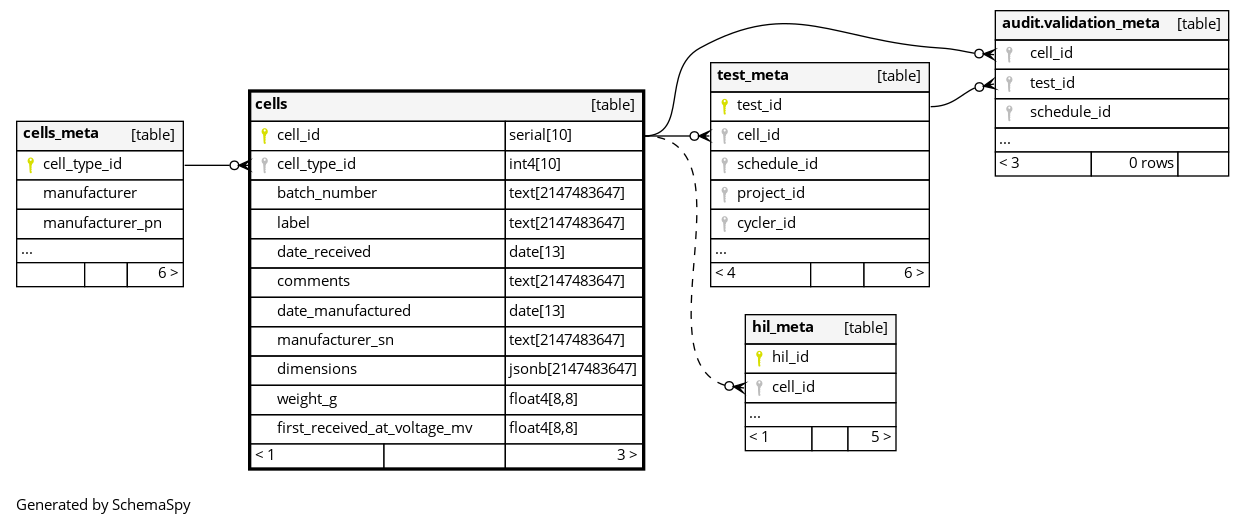 cells_meta [table]
cell_type_id
manufacturer
manufacturer_pn
...
6 >
cells [table]
cell_id serial[10]
cell_type_id int4[10]
batch_number text[2147483647]
label text[2147483647]
date_received date[13]
comments text[2147483647]
date_manufactured date[13]
manufacturer_sn text[2147483647]
dimensions jsonb[2147483647]
weight_g float4[8,8]
first_received_at_voltage_mv float4[8,8]
< 1 3 >
test_meta [table]
test_id
cell_id
schedule_id
project_id
cycler_id
...
< 4 6 >
hil_meta [table]
hil_id
cell_id
...
< 1 5 >
audit.validation_meta [table]
cell_id
test_id
schedule_id
...
< 3 0 rows
Generated by SchemaSpy